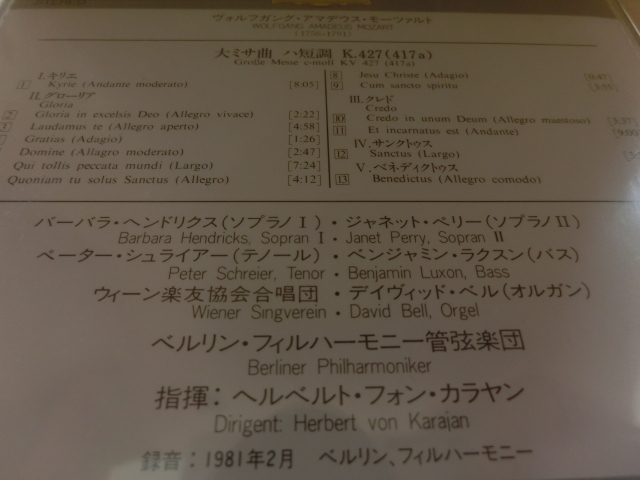 ヴォルフガング・アマデウス・モーツァルト
WOLFGANG AMADEUS MOZART
(1756-1791)
大ミサ曲 ハ短調 K.427(417a)
Große Messe c-moll KV 427 (417a)
I.キリエ
1 Kyrie (Andante moderato) [8:05]
II.グローリア
Gloria
2 Gloria in excelsis Deo (Allegro vivace) [2:22]
Laudamus te (Allegro aperto) [4:58]
Gratias (Adagio) [1:26]
Domine (Allagro moderato) [2:47]
Qui tollis peccata mundi (Largo) [7:24]
Quoniam tu solus Sanctus (Allegro) [4:12]
8 Jesu Christe (Adagio)
9 Cum sancto spiritu
III.クレド
Credo
10 Credo in unum Deum (Allegro maestoso)
11 Et incarnatus est (Andante)
IV.サンクトゥス
12 Sanctus (Largo)
V.ベネディクトゥス
13 Benedictus (Allegro comodo)
バーバラ・ヘンドリクス(ソプラノI)・ジャネット・ペリー(ソプラノII)
Barbara Hendricks, Sopran I・Janet Perry, Sopran II
ペーター・シュライアー(テノール)・ベンジャミン・ラクスン(バス)
Peter Schreier, Tenor・Benjamin Luxon, Bass
ウィーン楽友協会合唱団・デイヴィッド・ベル(オルガン)
Wiener Singverein・David Bell, Orgel
ベルリン・フィルハーモニー管弦楽団
Berliner Philharmoniker
指揮：ヘルベルト・フォン・カラヤン
Dirigent: Herbert von Karajan
録音：1981年2月 ベルリン、フィルハーモニー